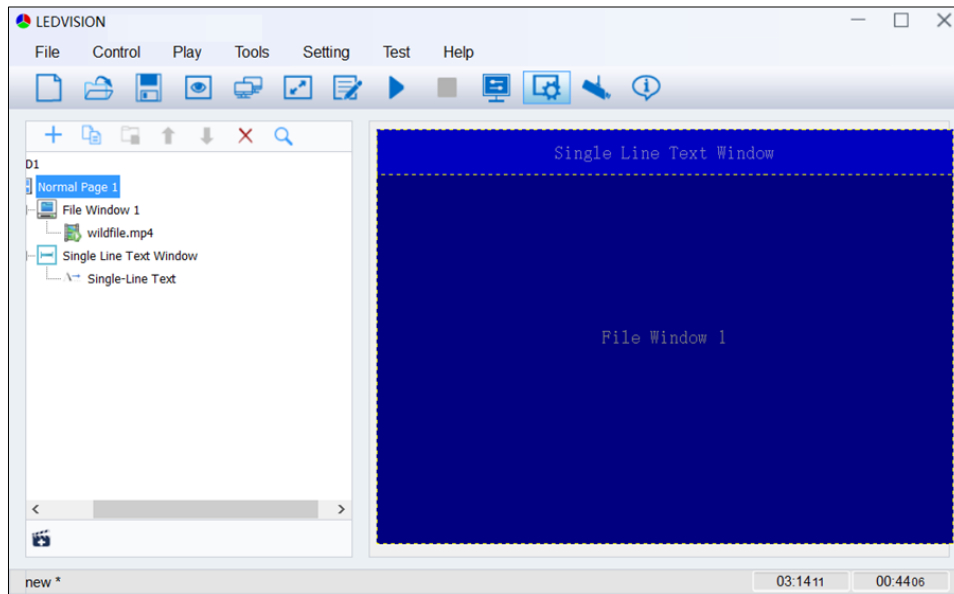 LEDVISION
File Control Play Tools Setting Test Help
D1
Normal Page 1
File Window 1
wildfile.mp4
Single Line Text Window
Single-Line Text
Single Line Text Window
File Window 1
new *
03:14 11
00:44 06